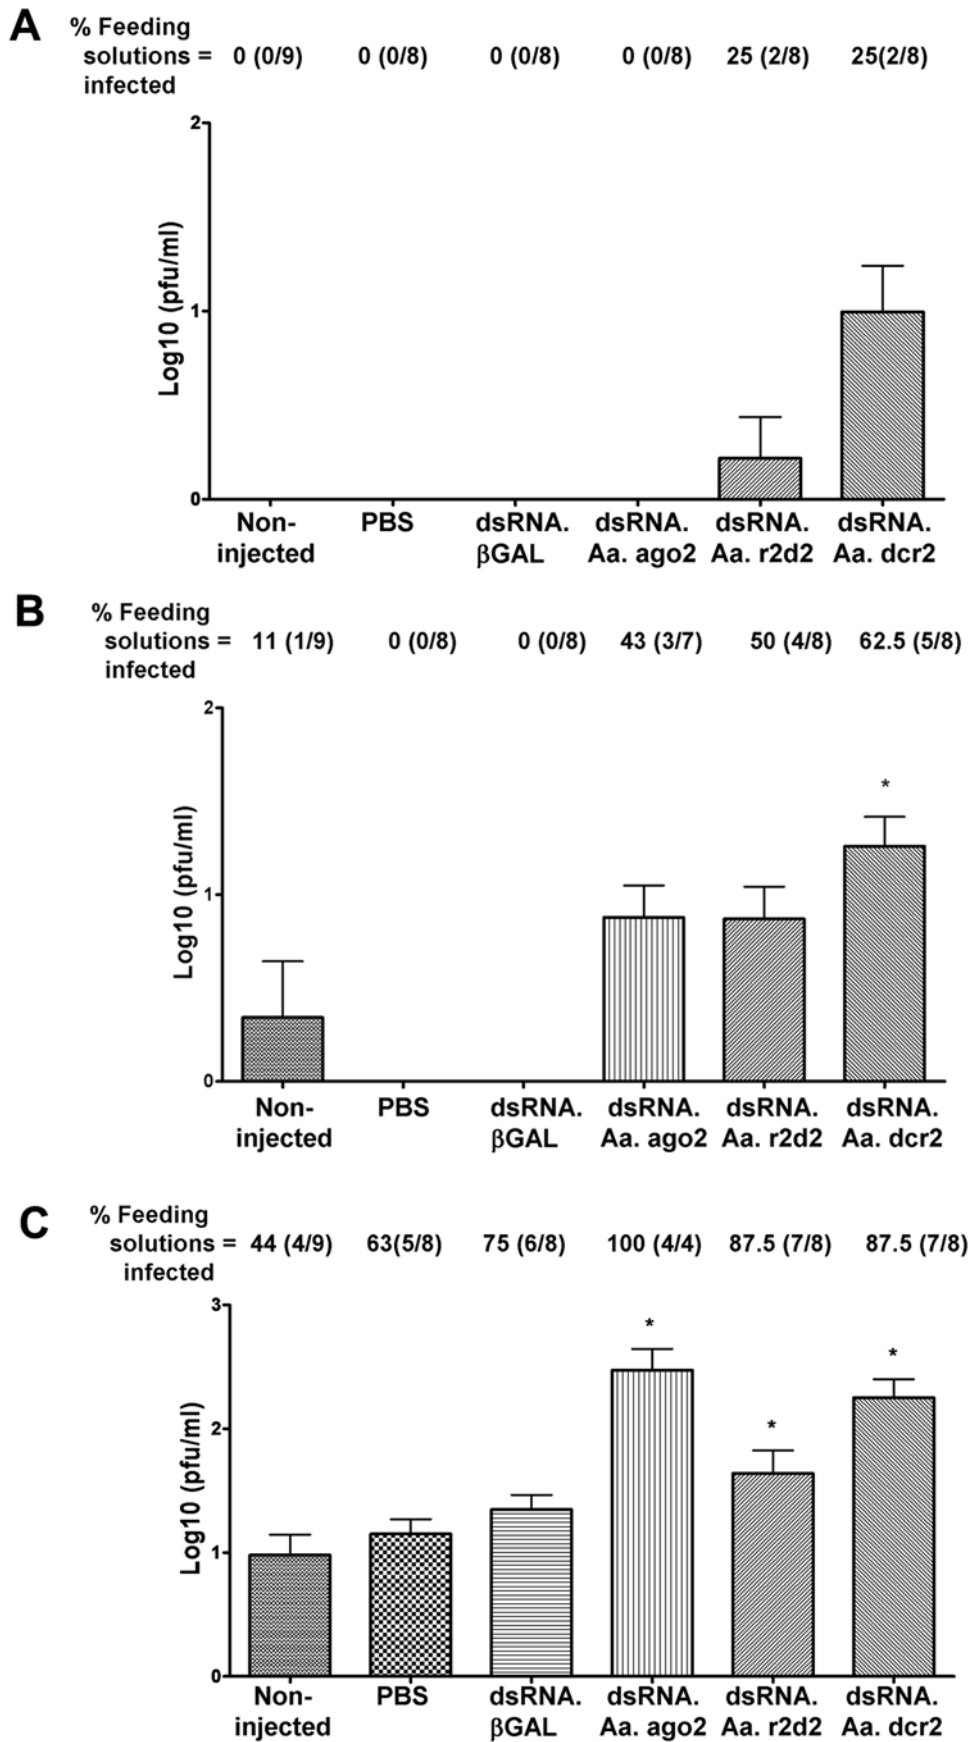 A
% Feeding
solutions = 0 (0/9) 0 (0/8) 0 (0/8) 0 (0/8) 25 (2/8) 25(2/8)
infected
2
1
0
Log10 (pfu/ml)
Non- PBS dsRNA. dsRNA. dsRNA. dsRNA.
injected βGAL Aa. ago2 Aa. r2d2 Aa. dcr2
B
% Feeding
solutions = 11 (1/9) 0 (0/8) 0 (0/8) 43 (3/7) 50 (4/8) 62.5 (5/8)
infected
2
*
1
0
Log10 (pfu/ml)
Non- PBS dsRNA. dsRNA. dsRNA. dsRNA.
injected βGAL Aa. ago2 Aa. r2d2 Aa. dcr2
C
% Feeding
solutions = 44 (4/9) 63(5/8) 75 (6/8) 100 (4/4) 87.5 (7/8) 87.5 (7/8)
infected
3
* * *
2
1
0
Log10 (pfu/ml)
Non- PBS dsRNA. dsRNA. dsRNA. dsRNA.
injected βGAL Aa. ago2 Aa. r2d2 Aa. dcr2